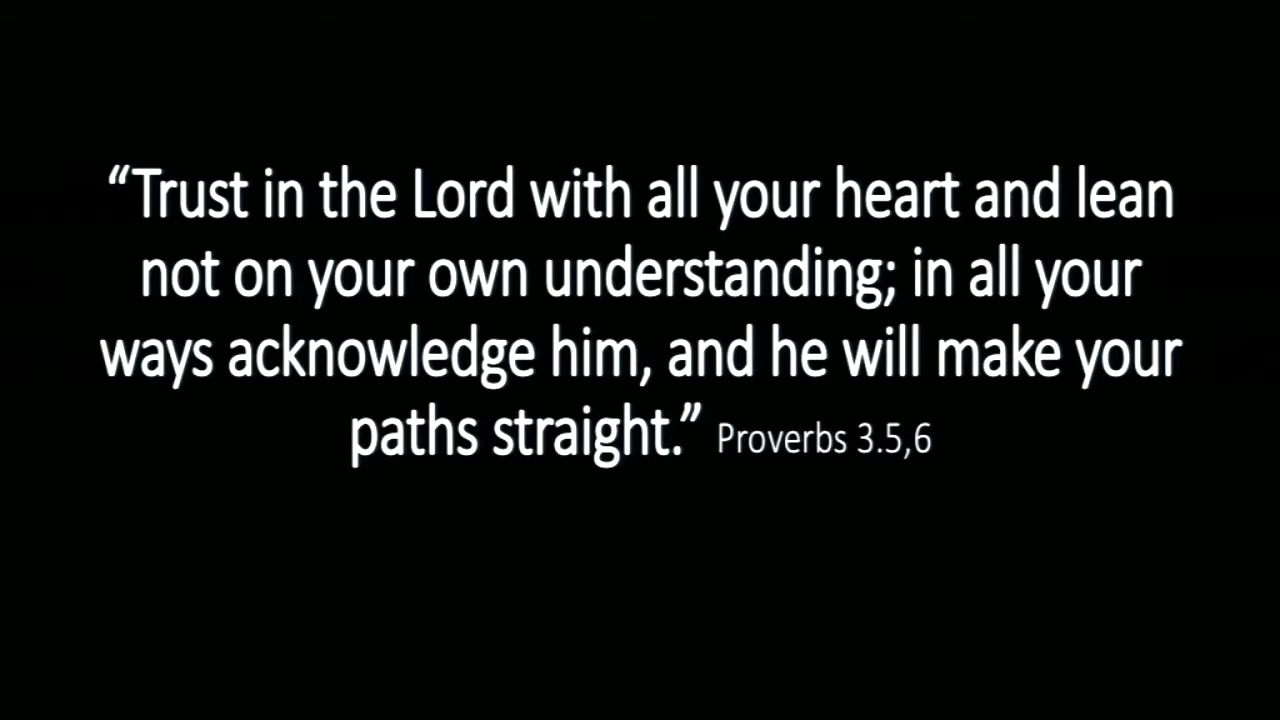 “Trust in the Lord with all your heart and lean
not on your own understanding; in all your
ways acknowledge him, and he will make your
paths straight.” Proverbs 3.5,6